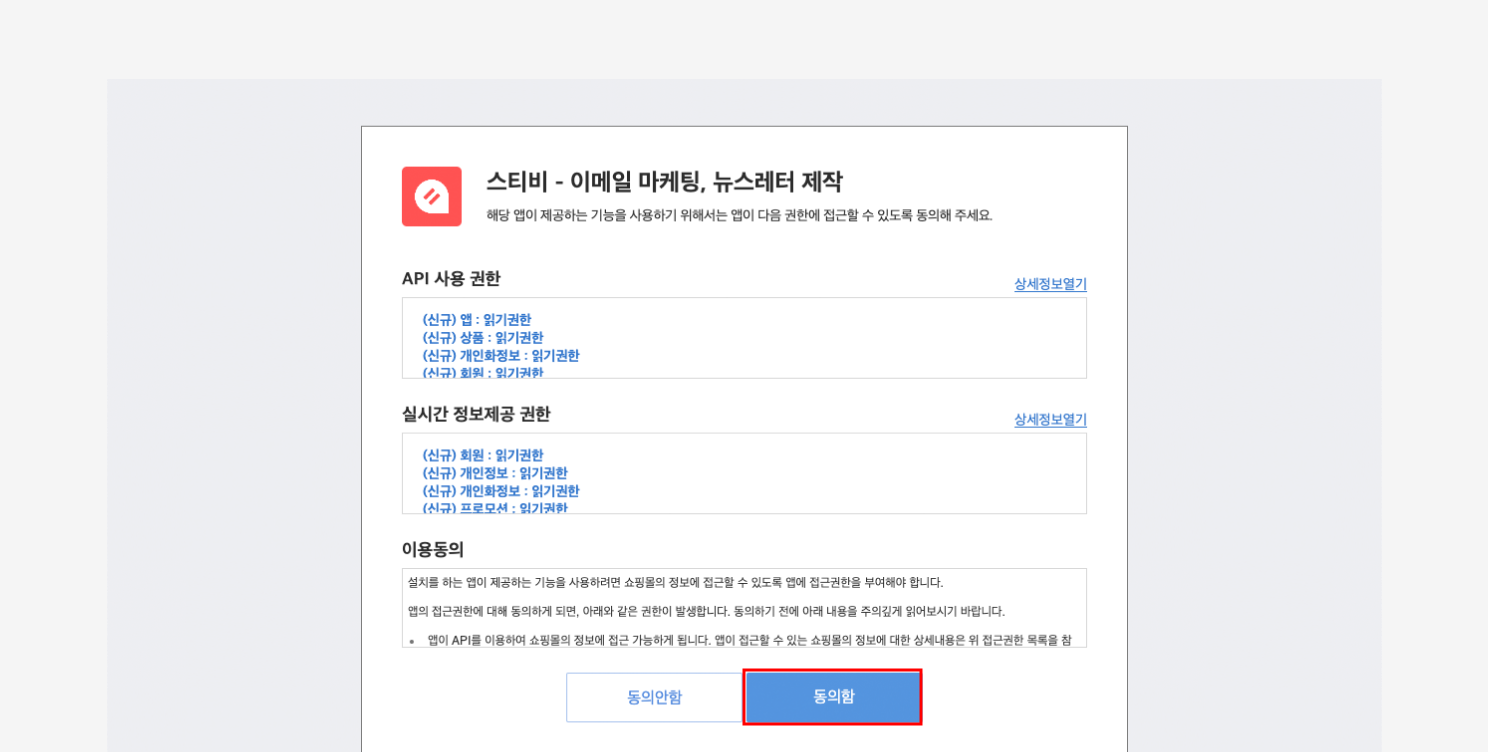 스티비 - 이메일 마케팅, 뉴스레터 제작
해당 앱이 제공하는 기능을 사용하기 위해서는 앱이 다음 권한에 접근할 수 있도록 동의해 주세요.
API 사용 권한
상세정보열기
(신규) 앱 : 읽기권한
(신규) 상품 : 읽기권한
(신규) 개인화정보 : 읽기권한
(신규) 회원 : 읽기권한
실시간 정보제공 권한
상세정보열기
(신규) 회원 : 읽기권한
(신규) 개인정보 : 읽기권한
(신규) 개인화정보 : 읽기권한
(신규) 프로모션 : 읽기권한
이용동의
설치를 하는 앱이 제공하는 기능을 사용하려면 쇼핑몰의 정보에 접근할 수 있도록 앱에 접근권한을 부여해야 합니다.
앱의 접근권한에 대해 동의하게 되면, 아래와 같은 권한이 발생합니다. 동의하기 전에 아래 내용을 주의깊게 읽어보시기 바랍니다.
• 앱이 API를 이용하여 쇼핑몰의 정보에 접근 가능하게 됩니다. 앱이 접근할 수 있는 쇼핑몰의 정보에 대한 상세내용은 위 접근권한 목록을 참
동의안함
동의함